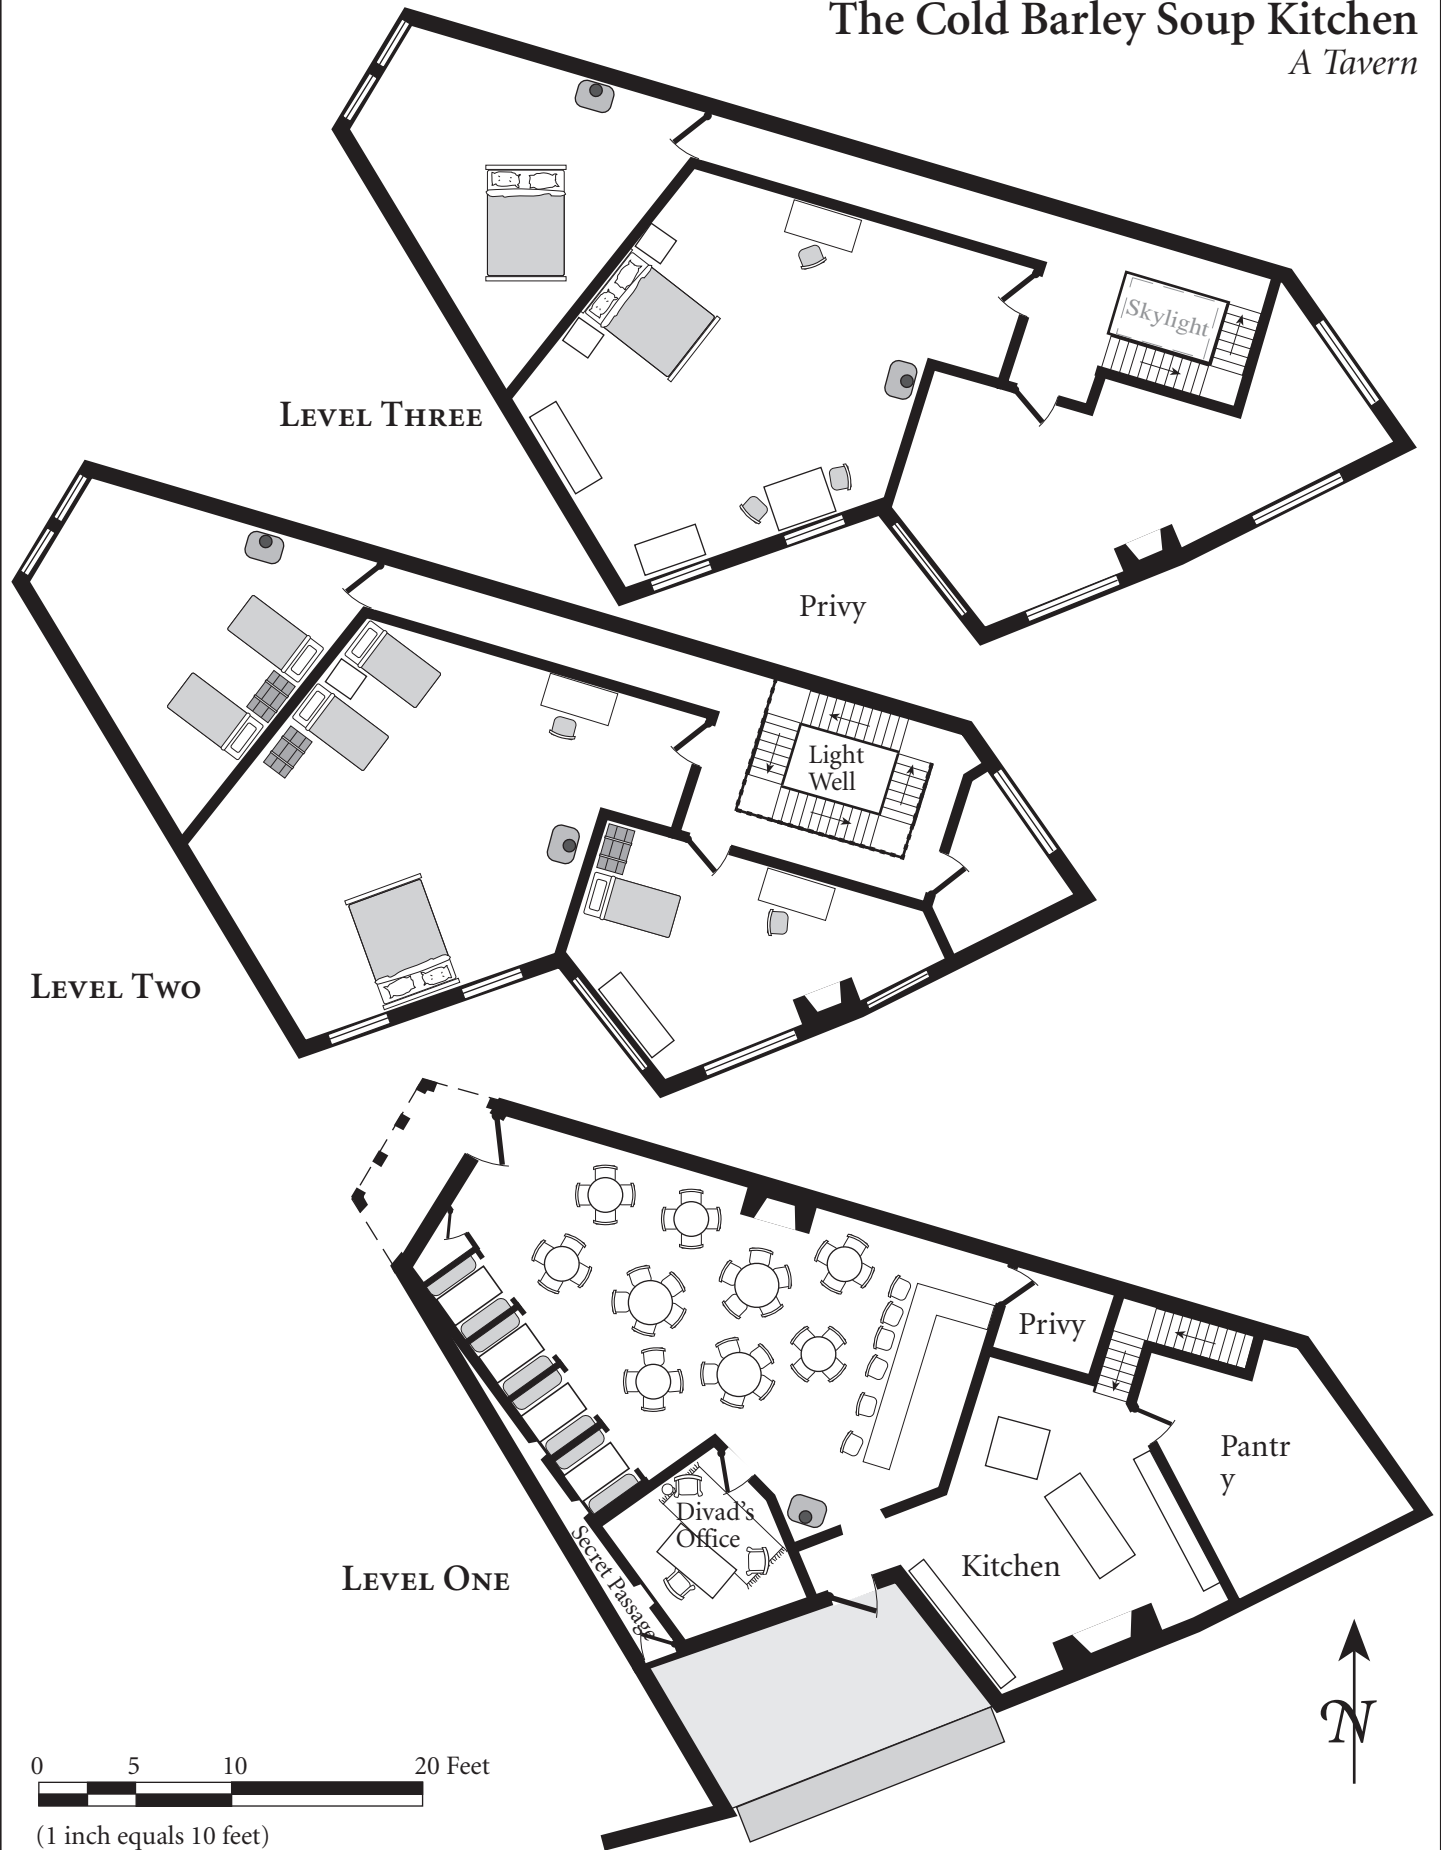 The Cold Barley Soup Kitchen
A Tavern
Skylight
LEVEL THREE
Privy
Light
Well
LEVEL TWO
Privy
Pantr
y
Divad's
Office
Secret Passage
Kitchen
LEVEL ONE
N
0 5 10 20 Feet
(1 inch equals 10 feet)